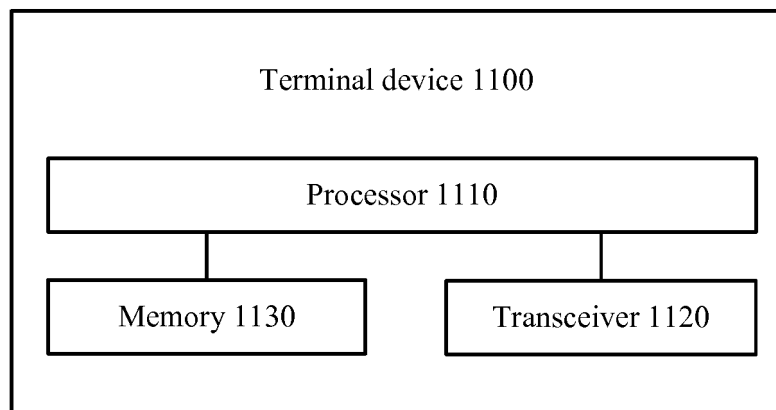 Terminal device 1100
Processor 1110
Memory 1130
Transceiver 1120